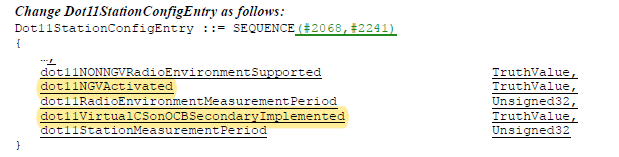 Change Dot11StationConfigEntry as follows:
Dot11StationConfigEntry ::= SEQUENCE(#2068,#2241)
{
…,
dot11NONNGVRadioEnvironmentSupported TruthValue,
dot11NGVActivated TruthValue,
dot11RadioEnvironmentMeasurementPeriod Unsigned32,
dot11VirtualCSonOCBSecondaryImplemented TruthValue,
dot11StationMeasurementPeriod Unsigned32
}